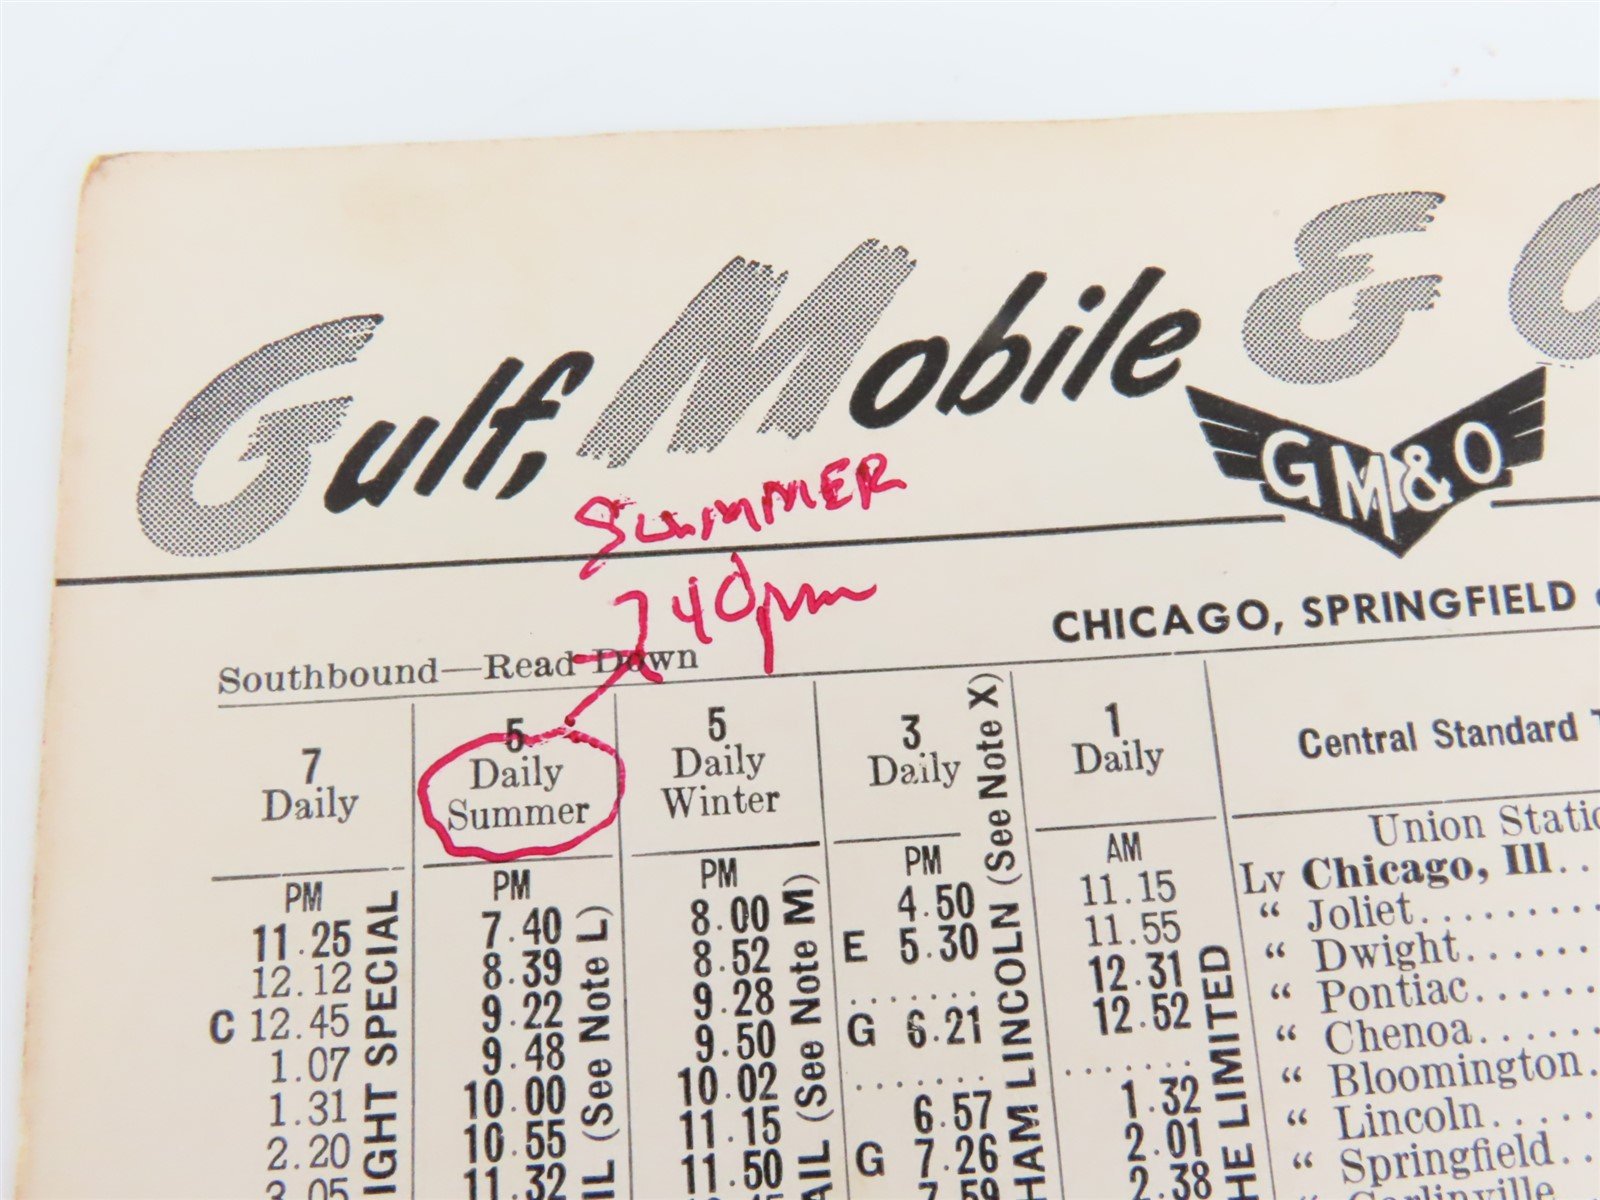 Gulf, Mobile &
GM&O
SUMMER
740pm
CHICAGO, SPRINGFIELD
Southbound—Read Down
7 Daily
5 Daily Summer
5 Daily Winter
3 Daily
(See Note X)
1 Daily
Central Standard
PM PM PM PM AM Union
11.25 7.40 8.00 4.50 11.15 Lv Chicago, Ill...
12.12 8.39 8.52 E 5.30 11.55 “ Joliet.........
C 12.45 9.22 9.28 ........ 12.31 “ Dwight......
1.07 9.48 9.50 G 6.21 12.52 “ Pontiac......
1.31 10.00 10.02 ........ ........ “ Chenoa......
2.20 10.55 11.15 6.57 1.32 “ Bloomington.
3.05 11.32 11.50 G 7.26 2.01 “ Lincoln......
7.59 2.38 “ Springfield..
IGHT SPECIAL
IL (See Note L)
AIL (See Note M)
HAM LINCOLN
HE LIMITED